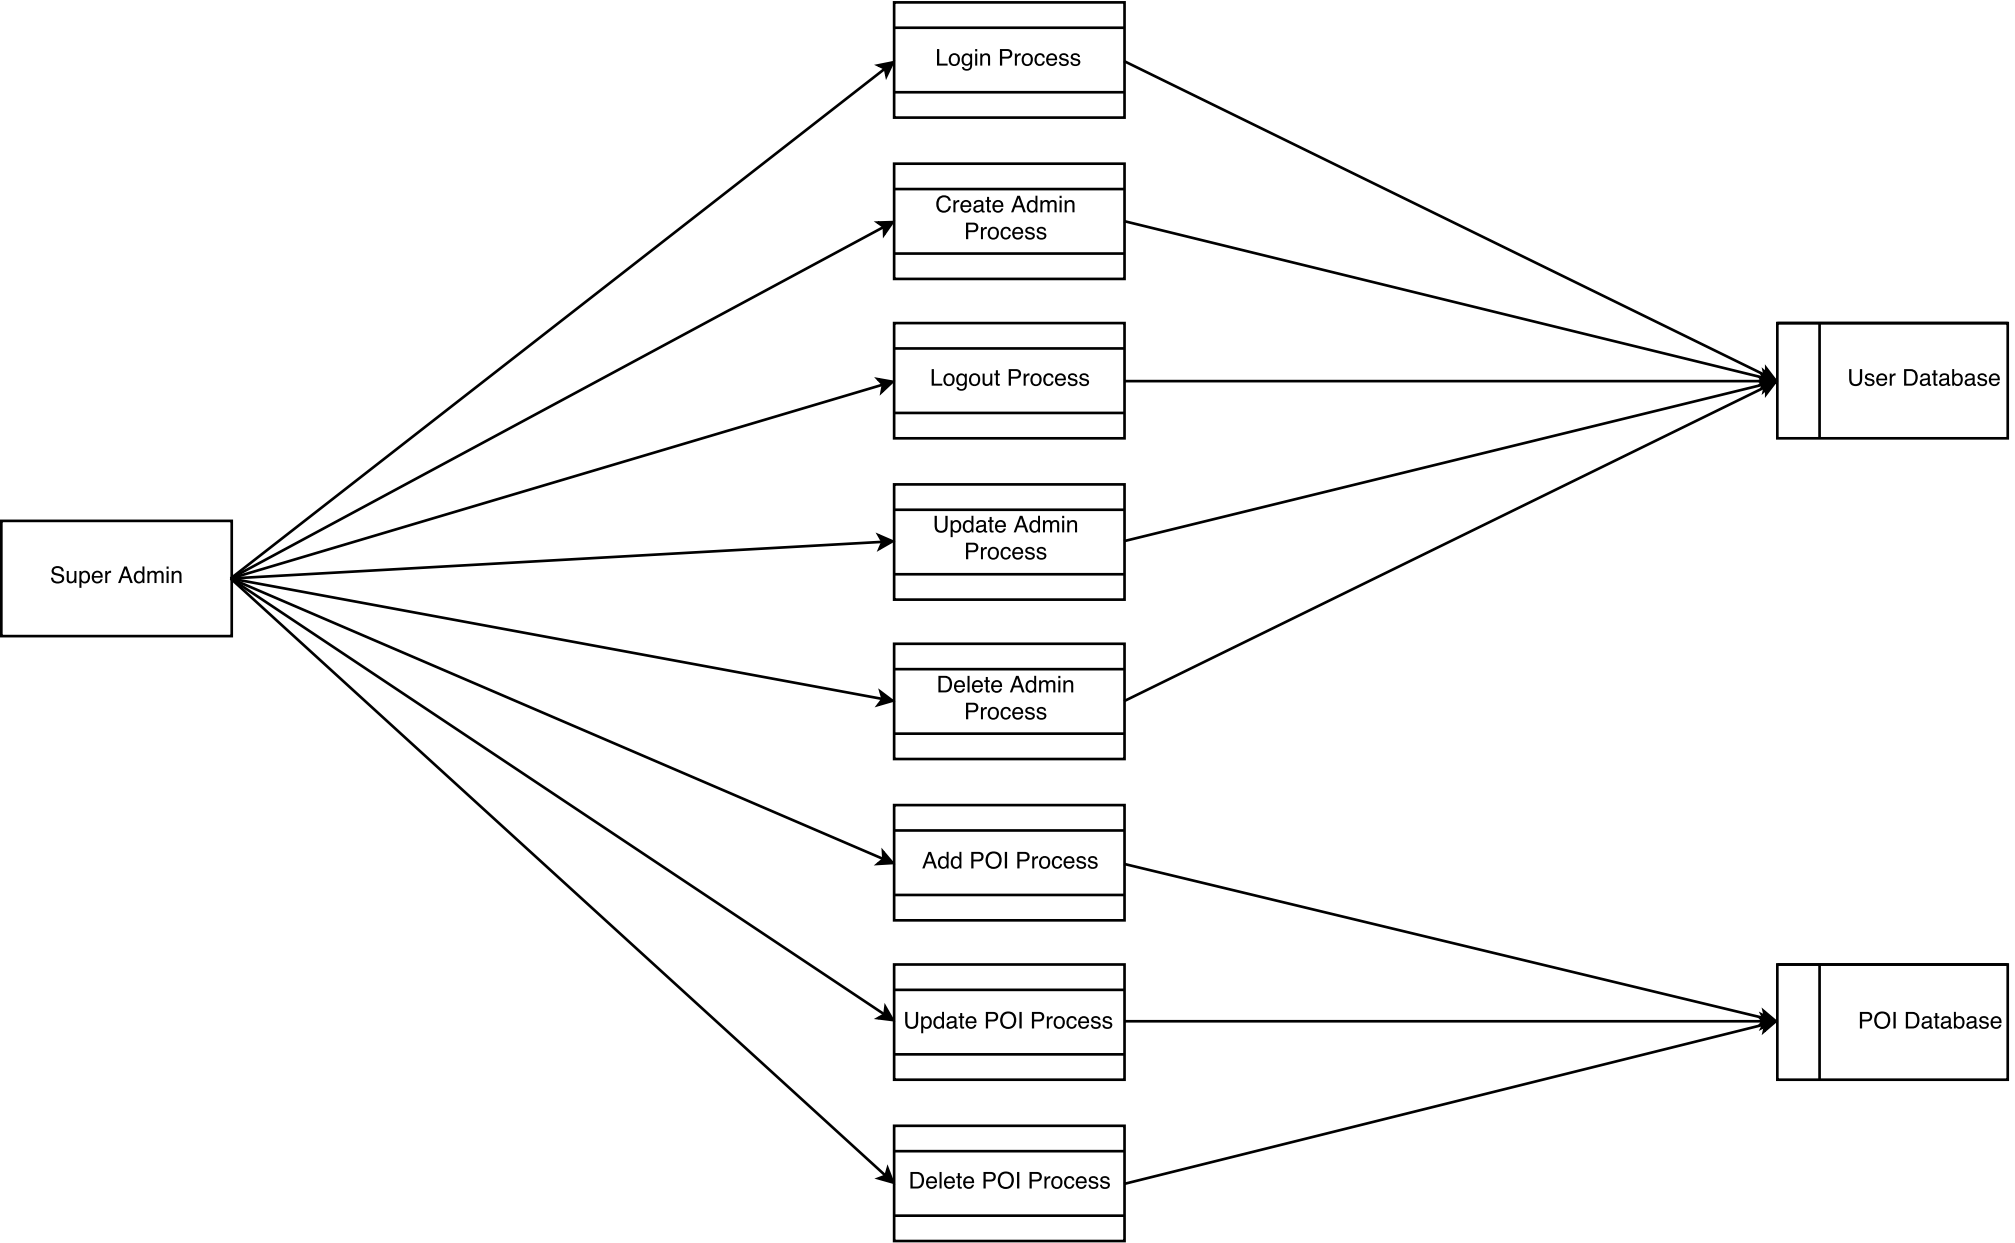 Login Process
Create Admin
Process
Logout Process
User Database
Update Admin
Process
Super Admin
Delete Admin
Process
Add POI Process
Update POI Process
POI Database
Delete POI Process